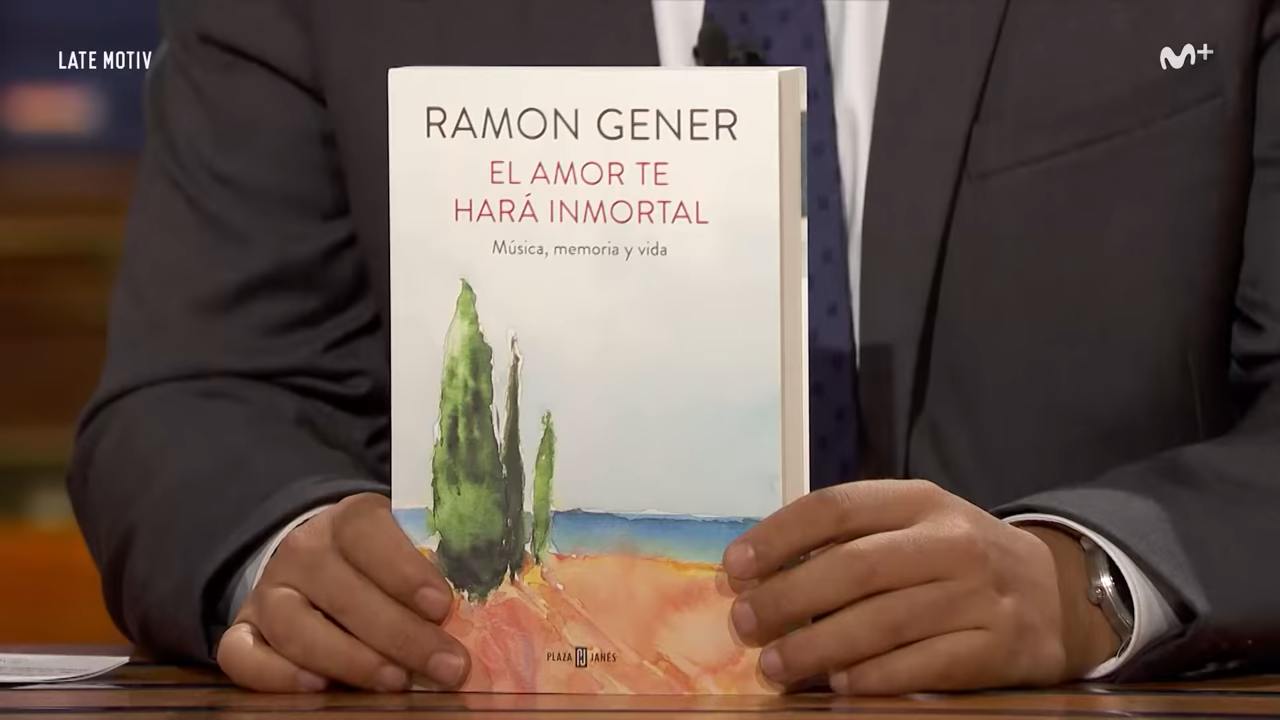 LATE MOTIV
M+
RAMON GENER
EL AMOR TE
HARÁ INMORTAL
Música, memoria y vida
PLAZA JANÉS